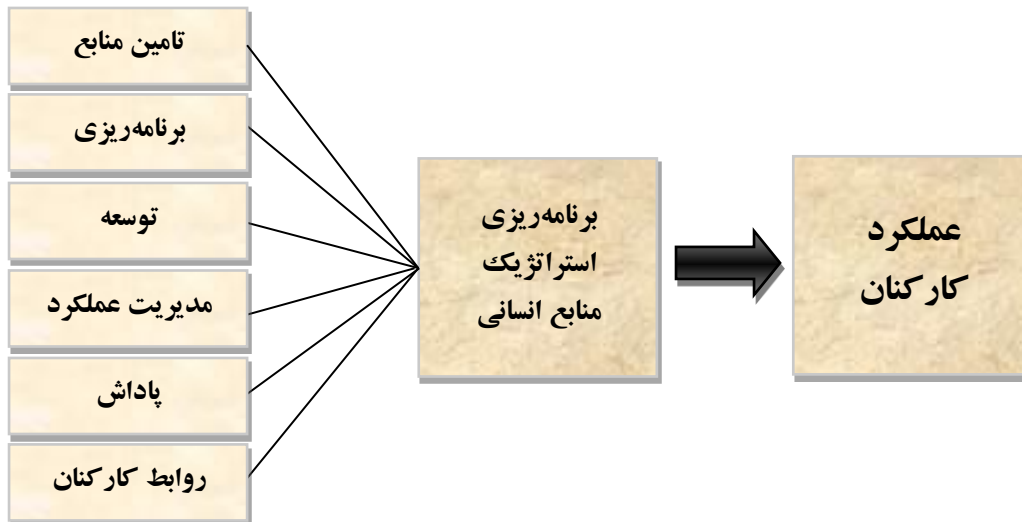 تامین منابع
برنامه‌ریزی
توسعه
مدیریت عملکرد
پاداش
روابط کارکنان
برنامه‌ریزی
استراتژیک
منابع انسانی
عملکرد
کارکنان